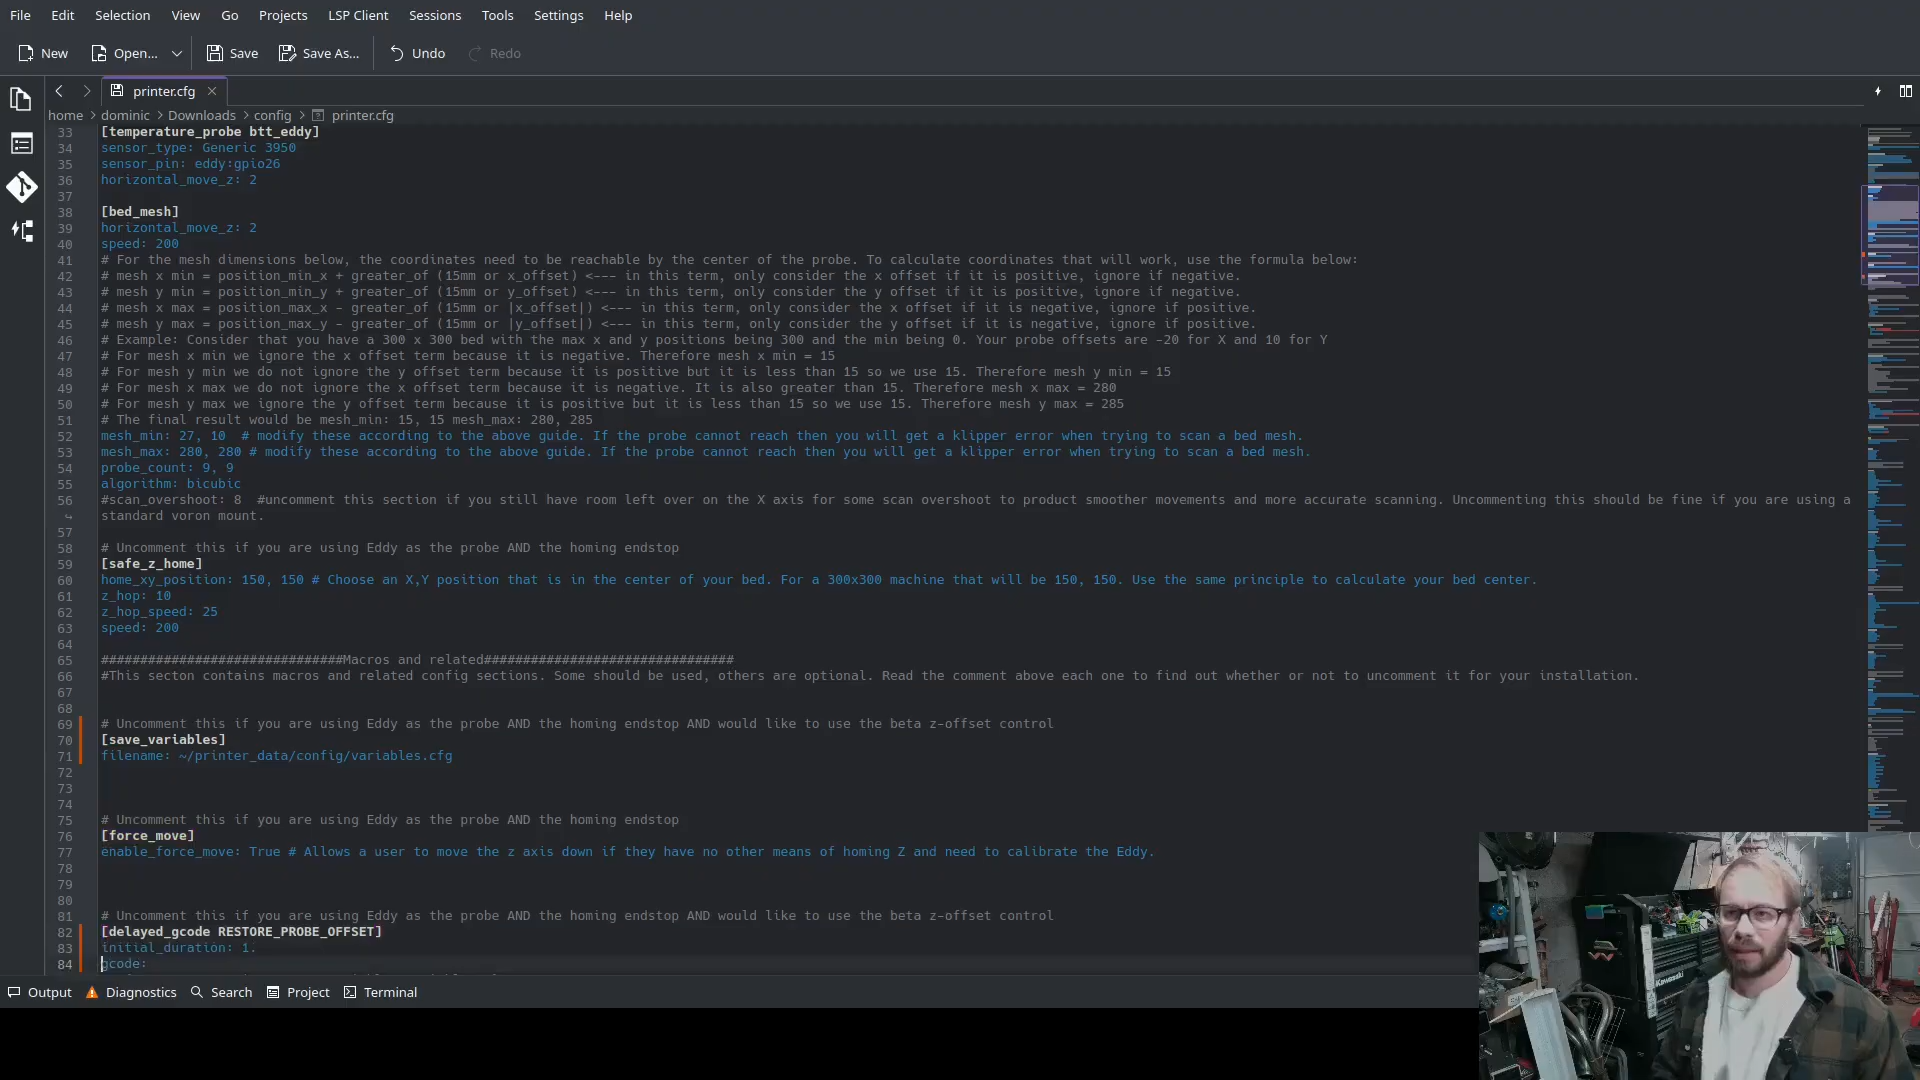 File Edit Selection View Go Projects LSP Client Sessions Tools Settings Help
New Open... Save Save As... Undo Redo
printer.cfg
home > dominic > Downloads > config > printer.cfg
33 [temperature_probe btt_eddy]
34 sensor_type: Generic 3950
35 sensor_pin: eddy:gpio26
36 horizontal_move_z: 2
37
38 [bed_mesh]
39 horizontal_move_z: 2
40 speed: 200
41 # For the mesh dimensions below, the coordinates need to be reachable by the center of the probe. To calculate coordinates that will work, use the formula below:
42 # mesh x min = position_min_x + greater_of (15mm or x_offset) <--- in this term, only consider the x offset if it is positive, ignore if negative.
43 # mesh y min = position_min_y + greater_of (15mm or y_offset) <--- in this term, only consider the y offset if it is positive, ignore if negative.
44 # mesh x max = position_max_x - greater_of (15mm or |x_offset|) <--- in this term, only consider the x offset if it is negative, ignore if positive.
45 # mesh y max = position_max_y - greater_of (15mm or |y_offset|) <--- in this term, only consider the y offset if it is negative, ignore if positive.
46 # Example: Consider that you have a 300 x 300 bed with the max x and y positions being 300 and the min being 0. Your probe offsets are -20 for X and 10 for Y
47 # For mesh x min we ignore the x offset term because it is negative. Therefore mesh x min = 15
48 # For mesh y min we do not ignore the y offset term because it is positive but it is less than 15 so we use 15. Therefore mesh y min = 15
49 # For mesh x max we do not ignore the x offset term because it is negative. It is also greater than 15. Therefore mesh x max = 280
50 # For mesh y max we ignore the y offset term because it is positive but it is less than 15 so we use 15. Therefore mesh y max = 285
51 # The final result would be mesh_min: 15, 15 mesh_max: 280, 285
52 mesh_min: 27, 10  # modify these according to the above guide. If the probe cannot reach then you will get a klipper error when trying to scan a bed mesh.
53 mesh_max: 280, 280 # modify these according to the above guide. If the probe cannot reach then you will get a klipper error when trying to scan a bed mesh.
54 probe_count: 9, 9
55 algorithm: bicubic
56 #scan_overshoot: 8  #uncomment this section if you still have room left over on the X axis for some scan overshoot to product smoother movements and more accurate scanning. Uncommenting this should be fine if you are using a
standard voron mount.
57
58 # Uncomment this if you are using Eddy as the probe AND the homing endstop
59 [safe_z_home]
60 home_xy_position: 150, 150 # Choose an X,Y position that is in the center of your bed. For a 300x300 machine that will be 150, 150. Use the same principle to calculate your bed center.
61 z_hop: 10
62 z_hop_speed: 25
63 speed: 200
64
65 ###############################Macros and related################################
66 #This secton contains macros and related config sections. Some should be used, others are optional. Read the comment above each one to find out whether or not to uncomment it for your installation.
67
68
69 # Uncomment this if you are using Eddy as the probe AND the homing endstop AND would like to use the beta z-offset control
70 [save_variables]
71 filename: ~/printer_data/config/variables.cfg
72
73
74
75 # Uncomment this if you are using Eddy as the probe AND the homing endstop
76 [force_move]
77 enable_force_move: True # Allows a user to move the z axis down if they have no other means of homing Z and need to calibrate the Eddy.
78
79
80
81 # Uncomment this if you are using Eddy as the probe AND the homing endstop AND would like to use the beta z-offset control
82 [delayed_gcode RESTORE_PROBE_OFFSET]
83 initial_duration: 1.
84 gcode:
Output Diagnostics Search Project Terminal
Kawasaki